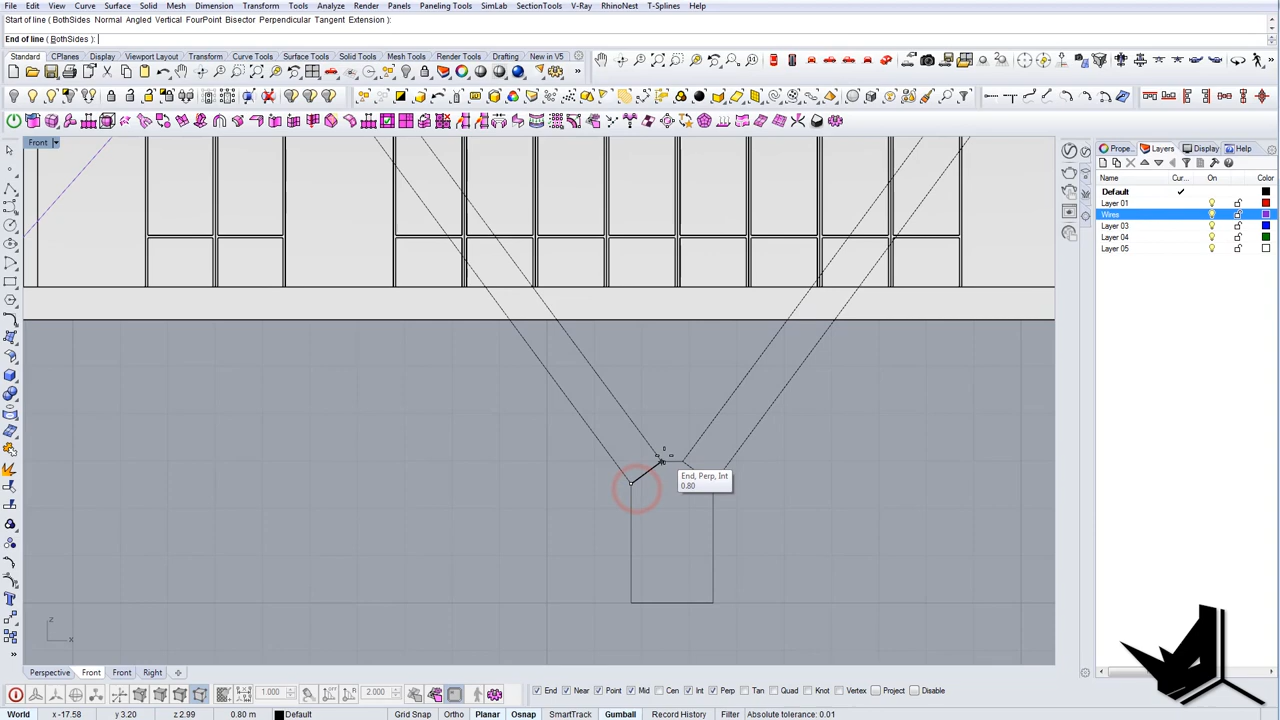 File Edit View Curve Surface Solid Mesh Dimension Transform Tools Analyze Render Panels Paneling Tools SimLab SectionTools V-Ray RhinoNest T-Splines Help
Start of line ( BothSides Normal Angled Vertical FourPoint Bisector Perpendicular Tangent Extension ):
End of line ( BothSides ):
Standard CPlanes Display Viewport Layout Transform Curve Tools Surface Tools Solid Tools Mesh Tools Render Tools Drafting New in V5
1.000 2.000
Front
Prope... Layers Display Help
Name Cur... On Color
Default
Layer 01
Wires
Layer 03
Layer 04
Layer 05
End, Perp, Int
0.80
z
x
Perspective Front Front Right
End Near Point Mid Cen Int Perp Tan Quad Knot Vertex Project Disable
World x -17.58 y 3.20 z 2.99 0.80 m Default Grid Snap Ortho Planar Osnap SmartTrack Gumball Record History Filter Absolute tolerance: 0.01